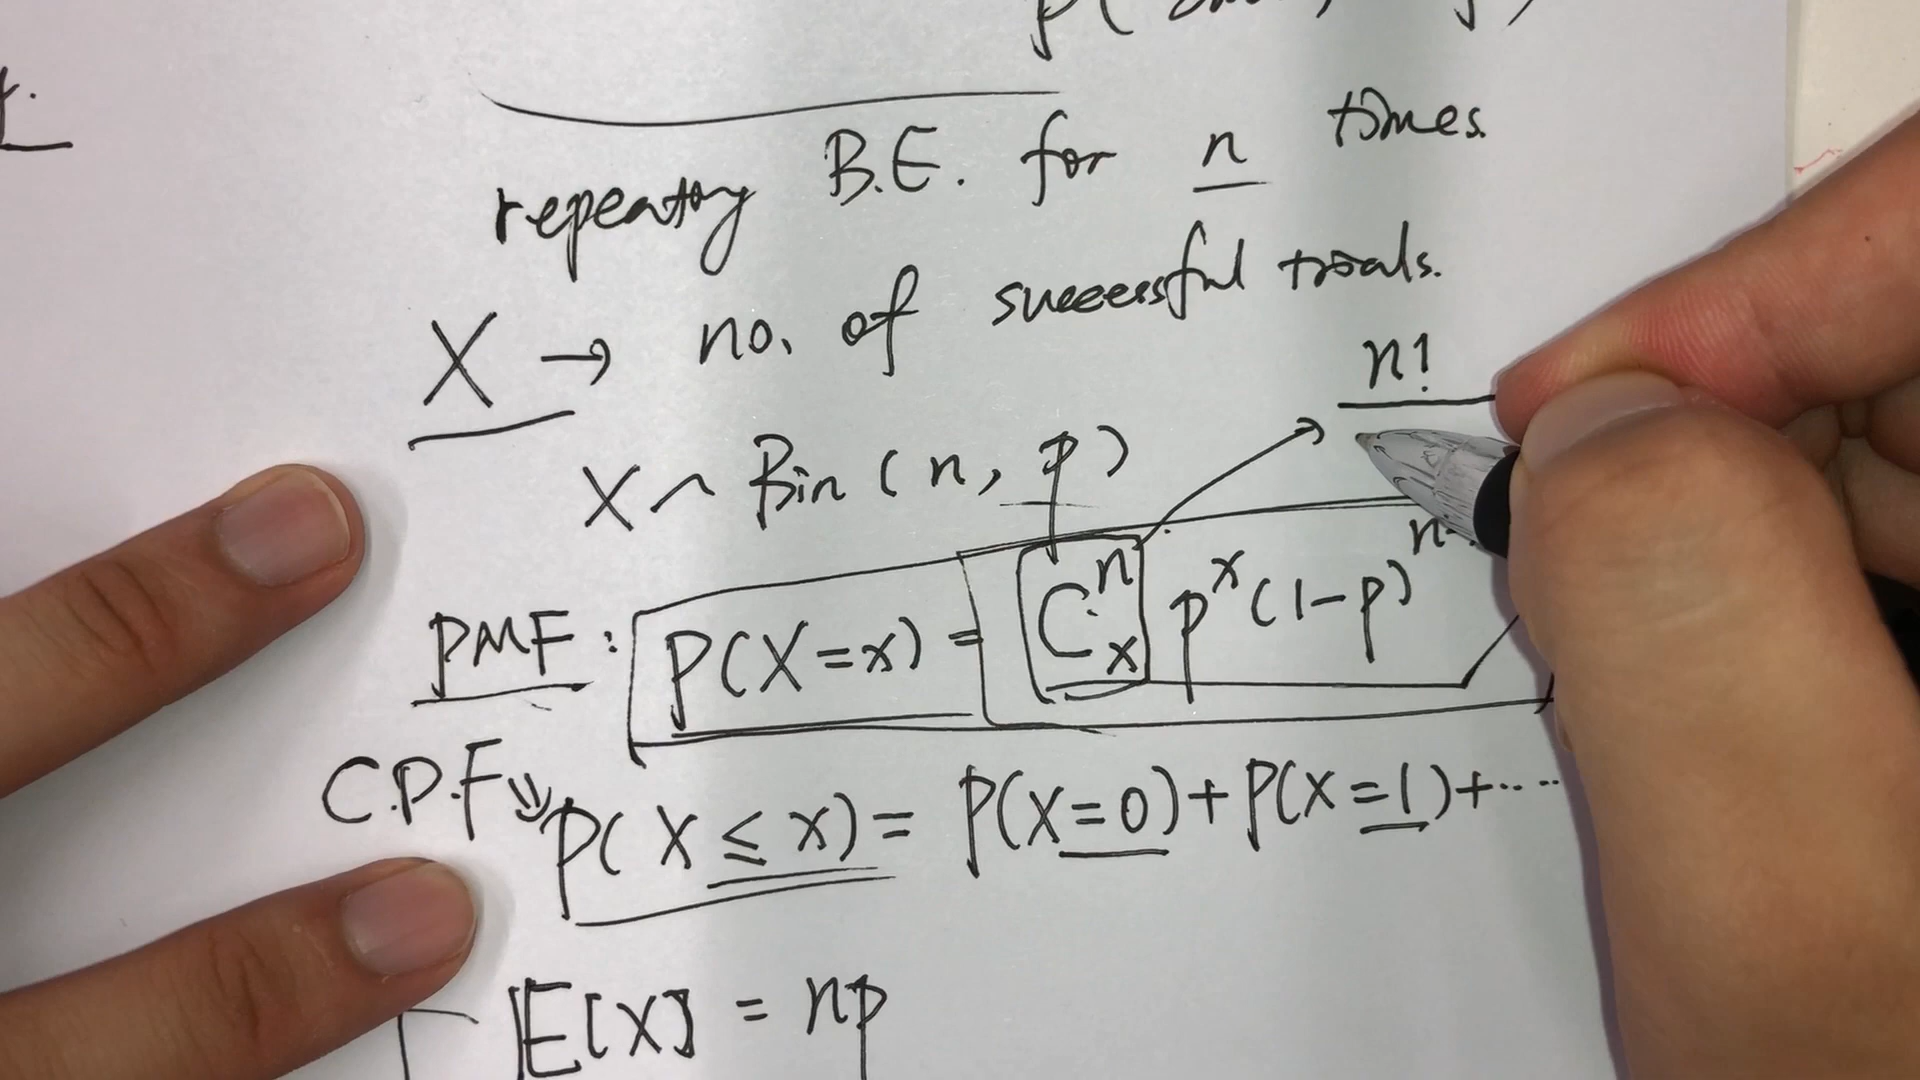 repeating B.E. for n times.
X → no. of successful trials.
n!
X ~ Bin (n, p)
PMF : P(X=x) = C^n_x p^x (1-p)^n-
C.P.F P(X ≤ x) = P(X=0) + P(X=1) + .....
E[X] = np